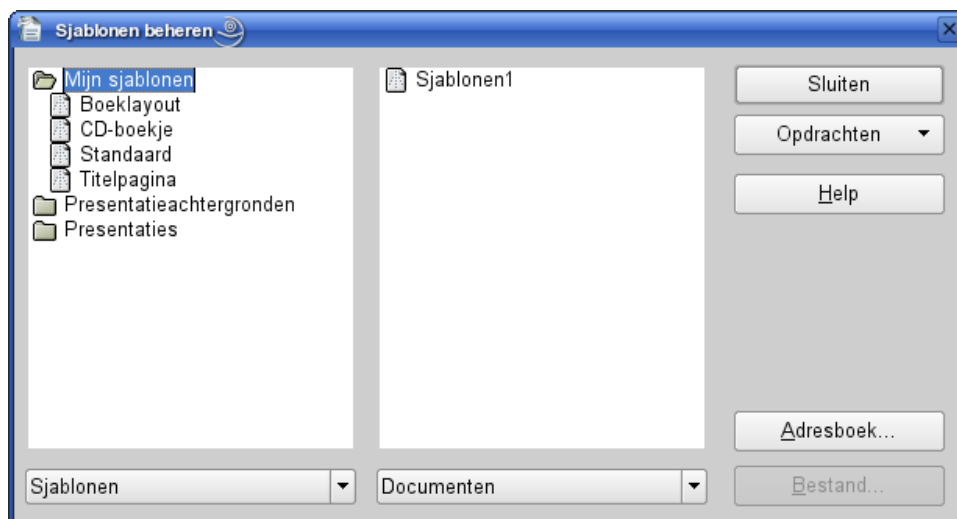 Sjablonen beheren
Mijn sjablonen
Boeklayout
CD-boekje
Standaard
Titelpagina
Presentatieachtergronden
Presentaties
Sjablonen
Sjablonen1
Documenten
Sluiten
Opdrachten
Help
Adresboek...
Bestand...